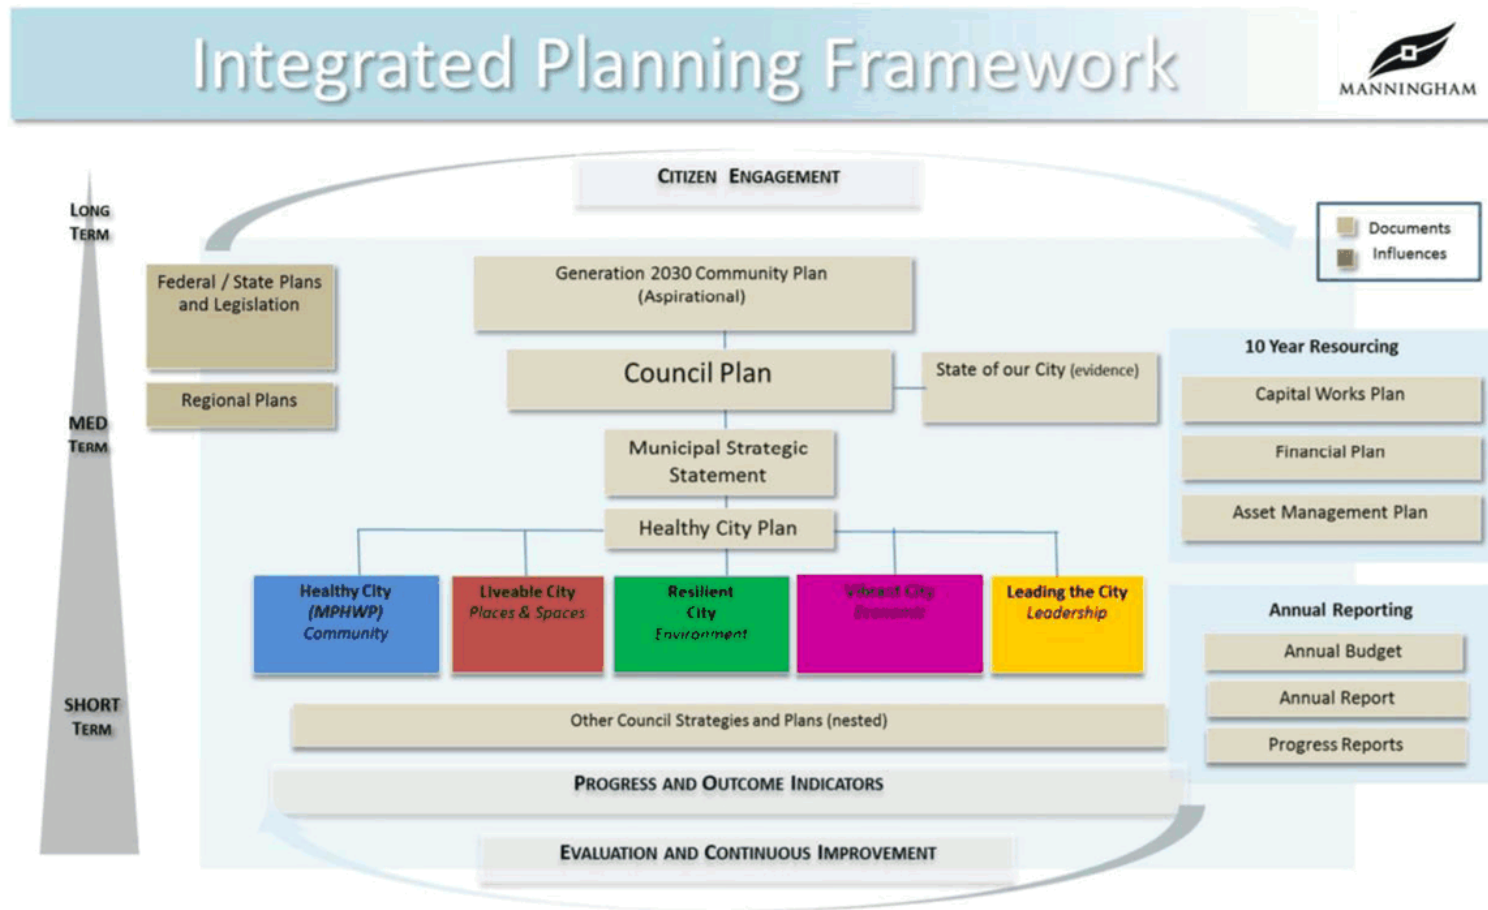 Integrated Planning Framework
MANNINGHAM
CITIZEN ENGAGEMENT
LONG
TERM
Documents
Influences
Federal / State Plans
and Legislation
Generation 2030 Community Plan
(Aspirational)
10 Year Resourcing
Council Plan
State of our City (evidence)
Capital Works Plan
Regional Plans
MED
TERM
Municipal Strategic
Statement
Financial Plan
Asset Management Plan
Healthy City Plan
Healthy City
(MPHWP)
Community
Liveable City
Places & Spaces
Resilient
City
Environment
Vibrant City
Economic
Leading the City
Leadership
Annual Reporting
Annual Budget
Annual Report
Progress Reports
SHORT
TERM
Other Council Strategies and Plans (nested)
PROGRESS AND OUTCOME INDICATORS
EVALUATION AND CONTINUOUS IMPROVEMENT